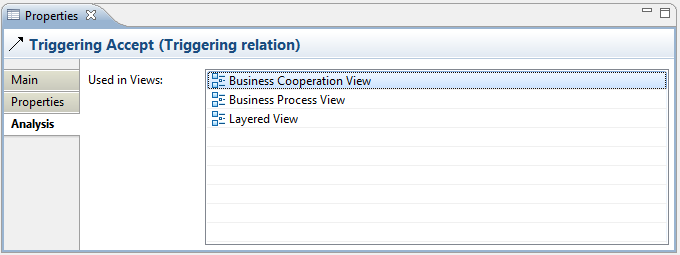 Properties
Triggering Accept (Triggering relation)
Main
Properties
Analysis
Used in Views:
Business Cooperation View
Business Process View
Layered View